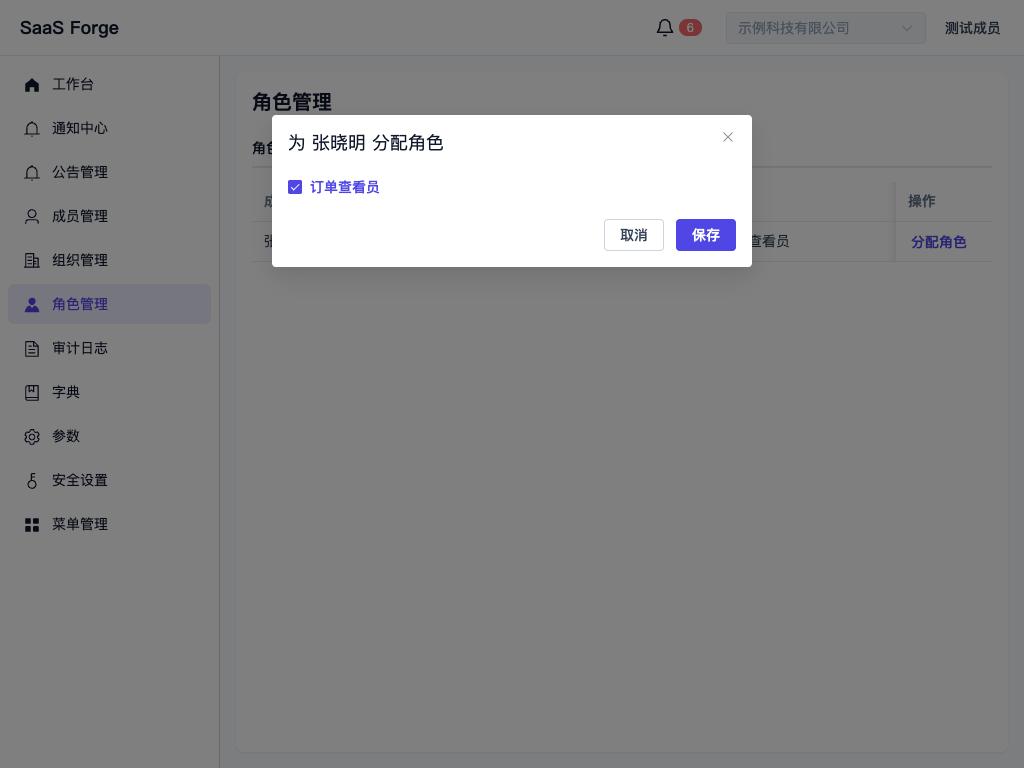 SaaS Forge
6
示例科技有限公司
测试成员
工作台
通知中心
公告管理
成员管理
组织管理
角色管理
审计日志
字典
参数
安全设置
菜单管理
角色管理
操作
查看员
分配角色
为 张晓明 分配角色
订单查看员
取消
保存